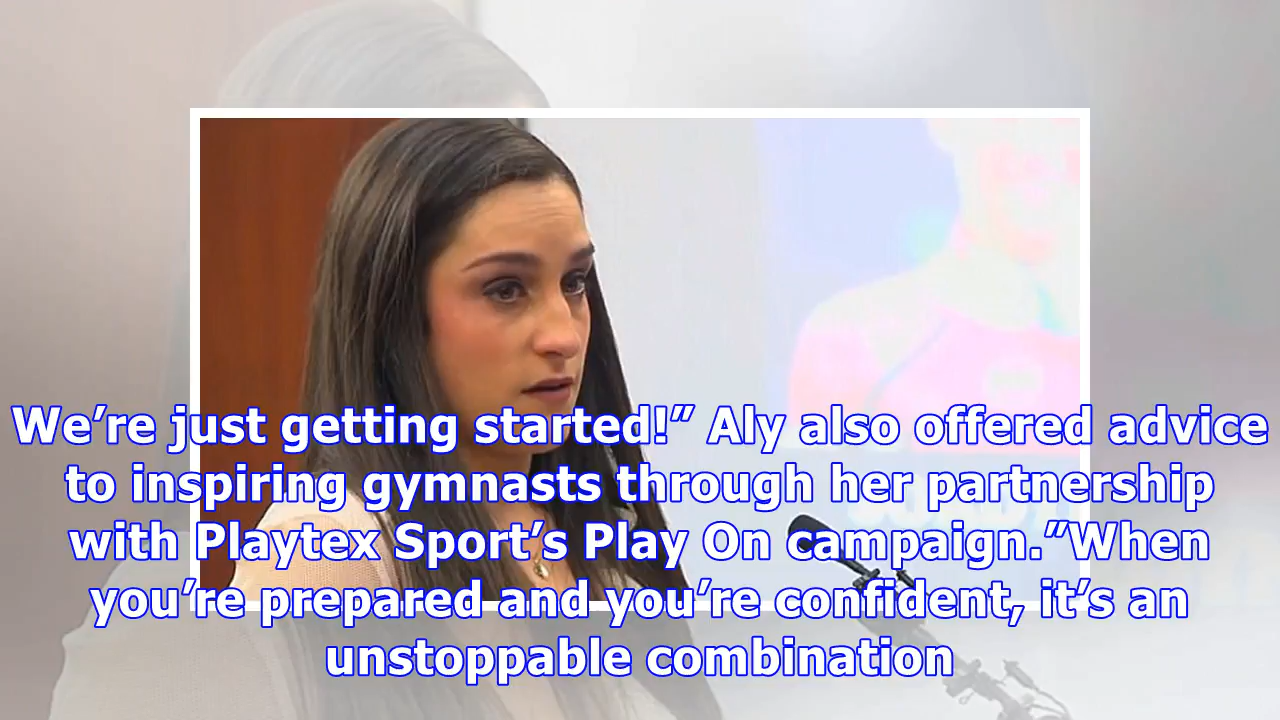 We’re just getting started!” Aly also offered advice
to inspiring gymnasts through her partnership
with Playtex Sport’s Play On campaign.”When
you’re prepared and you’re confident, it’s an
unstoppable combination